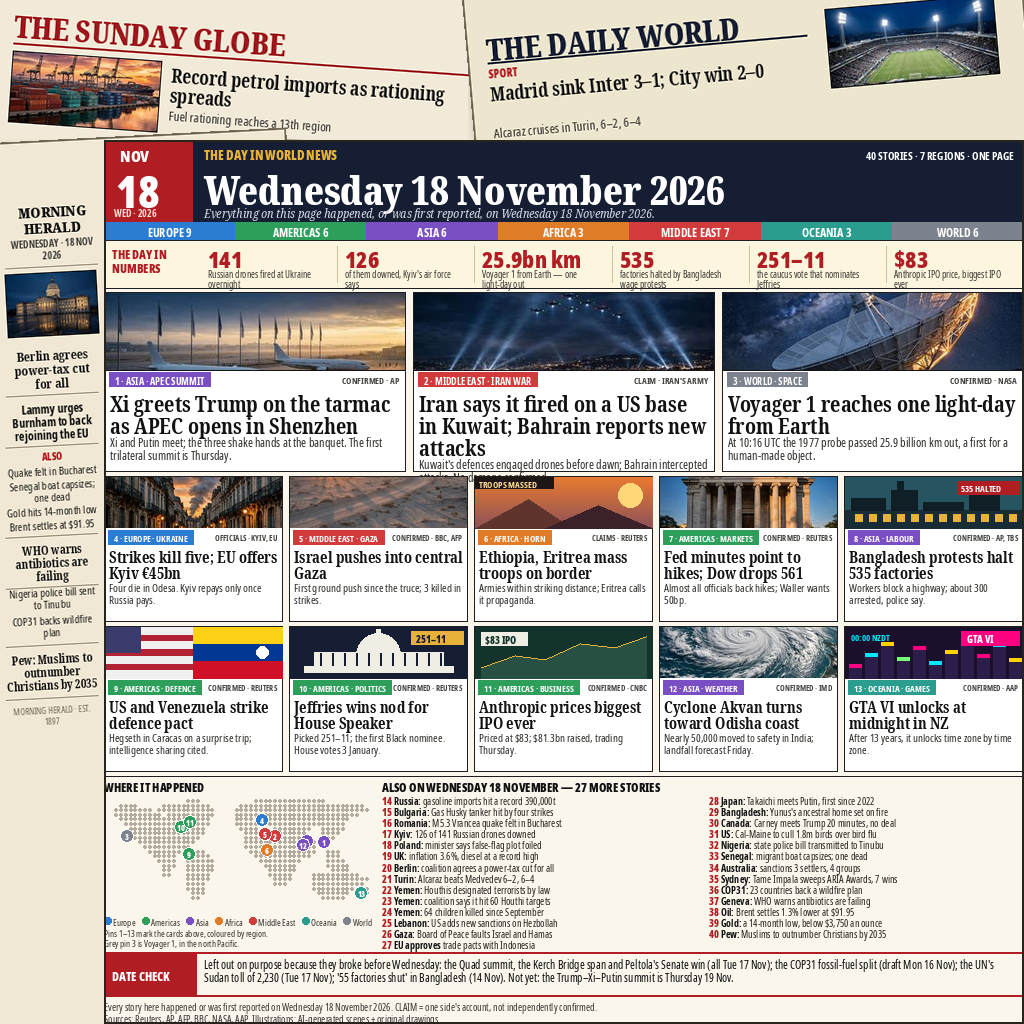 THE SUNDAY GLOBE
Record petrol imports as rationing
spreads
Fuel rationing reaches a 13th region
THE DAILY WORLD
SPORT
Madrid sink Inter 3–1; City win 2–0
Alcaraz cruises in Turin, 6–2, 6–4
MORNING
HERALD
WEDNESDAY · 18 NOV
2026
Berlin agrees
power-tax cut
for all
Lammy urges
Burnham to back
rejoining the EU
ALSO
Quake felt in Bucharest
Senegal boat capsizes;
one dead
Gold hits 14-month low
Brent settles at $91.95
WHO warns
antibiotics are
failing
Nigeria police bill sent
to Tinubu
COP31 backs wildfire
plan
Pew: Muslims to
outnumber
Christians by 2035
MORNING HERALD · EST.
1897
NOV
18
WED · 2026
THE DAY IN WORLD NEWS
40 STORIES · 7 REGIONS · ONE PAGE
Wednesday 18 November 2026
Everything on this page happened, or was first reported, on Wednesday 18 November 2026.
EUROPE 9
AMERICAS 6
ASIA 6
AFRICA 3
MIDDLE EAST 7
OCEANIA 3
WORLD 6
THE DAY IN
NUMBERS
141
Russian drones fired at Ukraine
overnight
126
of them downed, Kyiv's air force
says
25.9bn km
Voyager 1 from Earth — one
light-day out
535
factories halted by Bangladesh
wage protests
251–11
the caucus vote that nominates
Jeffries
$83
Anthropic IPO price, biggest IPO
ever
1 · ASIA · APEC SUMMIT
CONFIRMED · AP
Xi greets Trump on the tarmac
as APEC opens in Shenzhen
Xi and Putin meet; the three shake hands at the banquet. The first
trilateral summit is Thursday.
2 · MIDDLE EAST · IRAN WAR
CLAIM · IRAN'S ARMY
Iran says it fired on a US base
in Kuwait; Bahrain reports new
attacks
Kuwait's defences engaged drones before dawn; Bahrain intercepted
attacks. No damage confirmed.
3 · WORLD · SPACE
CONFIRMED · NASA
Voyager 1 reaches one light-day
from Earth
At 10:16 UTC the 1977 probe passed 25.9 billion km out, a first for a
human-made object.
4 · EUROPE · UKRAINE
OFFICIALS · KYIV, EU
Strikes kill five; EU offers
Kyiv €45bn
Four die in Odesa. Kyiv repays only once
Russia pays.
5 · MIDDLE EAST · GAZA
CONFIRMED · BBC, AFP
Israel pushes into central
Gaza
First ground push since the truce; 3 killed in
strikes.
TROOPS MASSED
6 · AFRICA · HORN
CLAIMS · REUTERS
Ethiopia, Eritrea mass
troops on border
Armies within striking distance; Eritrea calls
it propaganda.
7 · AMERICAS · MARKETS
CONFIRMED · REUTERS
Fed minutes point to
hikes; Dow drops 561
Almost all officials back hikes; Waller wants
50bp.
535 HALTED
8 · ASIA · LABOUR
CONFIRMED · AP, TBS
Bangladesh protests halt
535 factories
Workers block a highway; about 300
arrested, police say.
9 · AMERICAS · DEFENCE
CONFIRMED · REUTERS
US and Venezuela strike
defence pact
Hegseth in Caracas on a surprise trip;
intelligence sharing cited.
251–11
10 · AMERICAS · POLITICS
CONFIRMED · REUTERS
Jeffries wins nod for
House Speaker
Picked 251–11; the first Black nominee.
House votes 3 January.
$83 IPO
11 · AMERICAS · BUSINESS
CONFIRMED · CNBC
Anthropic prices biggest
IPO ever
Priced at $83; $81.3bn raised, trading
Thursday.
12 · ASIA · WEATHER
CONFIRMED · IMD
Cyclone Akvan turns
toward Odisha coast
Nearly 50,000 moved to safety in India;
landfall forecast Friday.
00:00 NZDT
GTA VI
13 · OCEANIA · GAMES
CONFIRMED · AAP
GTA VI unlocks at
midnight in NZ
After 13 years, it unlocks time zone by time
zone.
WHERE IT HAPPENED
3
10
11
9
4
5
2
6
7
12
1
13
Europe
Americas
Asia
Africa
Middle East
Oceania
World
Pins 1–13 mark the cards above, coloured by region.
Grey pin 3 is Voyager 1, in the north Pacific.
ALSO ON WEDNESDAY 18 NOVEMBER — 27 MORE STORIES
14 Russia: gasoline imports hit a record 390,000t
15 Bulgaria: Gas Husky tanker hit by four strikes
16 Romania: M5.3 Vrancea quake felt in Bucharest
17 Kyiv: 126 of 141 Russian drones downed
18 Poland: minister says false-flag plot foiled
19 UK: inflation 3.6%, diesel at a record high
20 Berlin: coalition agrees a power-tax cut for all
21 Turin: Alcaraz beats Medvedev 6–2, 6–4
22 Yemen: Houthis designated terrorists by law
23 Yemen: coalition says it hit 60 Houthi targets
24 Yemen: 64 children killed since September
25 Lebanon: US adds new sanctions on Hezbollah
26 Gaza: Board of Peace faults Israel and Hamas
27 EU approves trade pacts with Indonesia
28 Japan: Takaichi meets Putin, first since 2022
29 Bangladesh: Yunus's ancestral home set on fire
30 Canada: Carney meets Trump 20 minutes, no deal
31 US: Cal-Maine to cull 1.8m birds over bird flu
32 Nigeria: state police bill transmitted to Tinubu
33 Senegal: migrant boat capsizes; one dead
34 Australia: sanctions 3 settlers, 4 groups
35 Sydney: Tame Impala sweeps ARIA Awards, 7 wins
36 COP31: 23 countries back a wildfire plan
37 Geneva: WHO warns antibiotics are failing
38 Oil: Brent settles 1.3% lower at $91.95
39 Gold: a 14-month low, below $3,750 an ounce
40 Pew: Muslims to outnumber Christians by 2035
DATE CHECK
Left out on purpose because they broke before Wednesday: the Quad summit, the Kerch Bridge span and Peltola's Senate win (all Tue 17 Nov); the COP31 fossil-fuel split (draft Mon 16 Nov); the UN's
Sudan toll of 2,230 (Tue 17 Nov); '55 factories shut' in Bangladesh (14 Nov). Not yet: the Trump–Xi–Putin summit is Thursday 19 Nov.
Every story here happened or was first reported on Wednesday 18 November 2026. CLAIM = one side's account, not independently confirmed.
Sources: Reuters, AP, AFP, BBC, NASA, AAP. Illustrations: AI-generated scenes + original drawings.